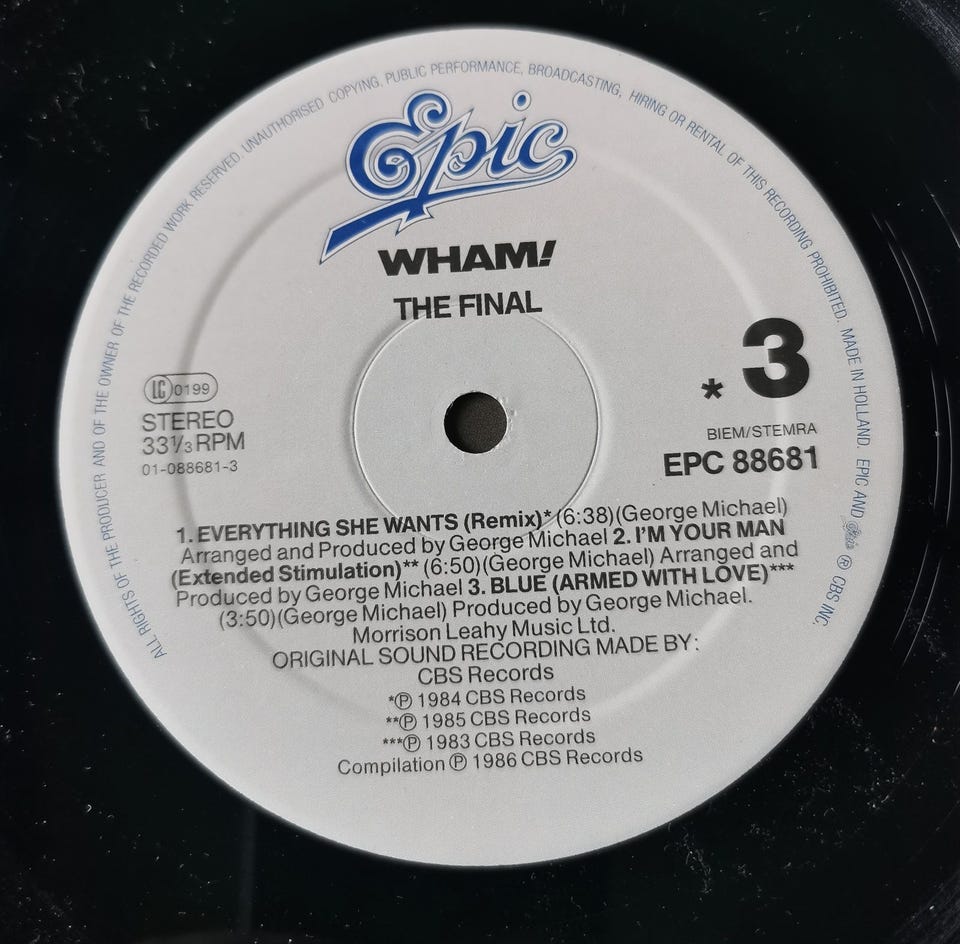 ALL RIGHTS OF THE PRODUCER AND OF THE OWNER OF THE RECORDED WORK RESERVED. UNAUTHORISED COPYING, PUBLIC PERFORMANCE, BROADCASTING, HIRING OR RENTAL OF THIS RECORDING PROHIBITED. MADE IN HOLLAND. EPIC AND Epic ® CBS INC.
Epic
WHAM!
THE FINAL
* 3
LC 0199
STEREO
33⅓ RPM
01-088681-3
BIEM/STEMRA
EPC 88681
1. EVERYTHING SHE WANTS (Remix)* (6:38)(George Michael)
Arranged and Produced by George Michael 2. I'M YOUR MAN
(Extended Stimulation)** (6:50)(George Michael) Arranged and
Produced by George Michael 3. BLUE (ARMED WITH LOVE)***
(3:50)(George Michael) Produced by George Michael.
Morrison Leahy Music Ltd.
ORIGINAL SOUND RECORDING MADE BY:
CBS Records
*℗ 1984 CBS Records
**℗ 1985 CBS Records
***℗ 1983 CBS Records
Compilation ℗ 1986 CBS Records